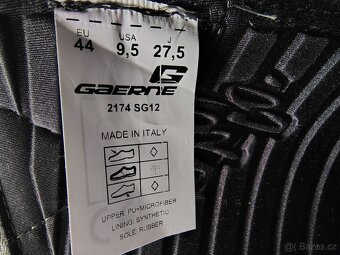 EU USA J
44 9,5 27,5
GAERNE
2174 SG12
MADE IN ITALY
UPPER: PU+MICROFIBER
LINING: SYNTHETIC
SOLE: RUBBER
Bazos.cz